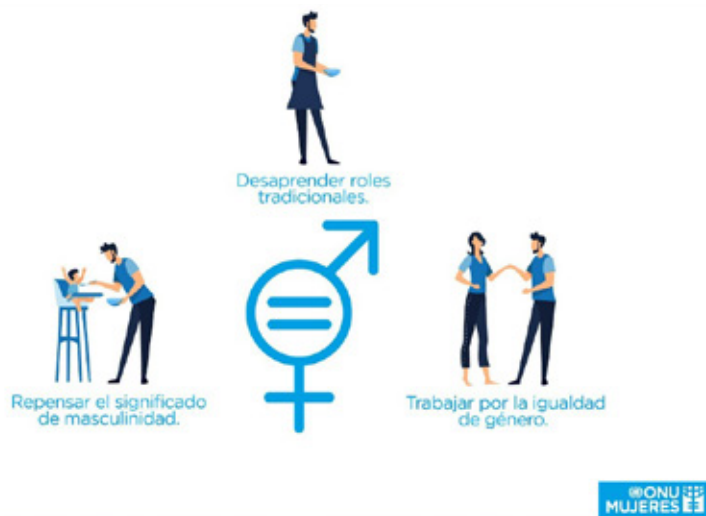 Desaprender roles
tradicionales.
Repensar el significado
de masculinidad.
Trabajar por la igualdad
de género.
ONU
MUJERES